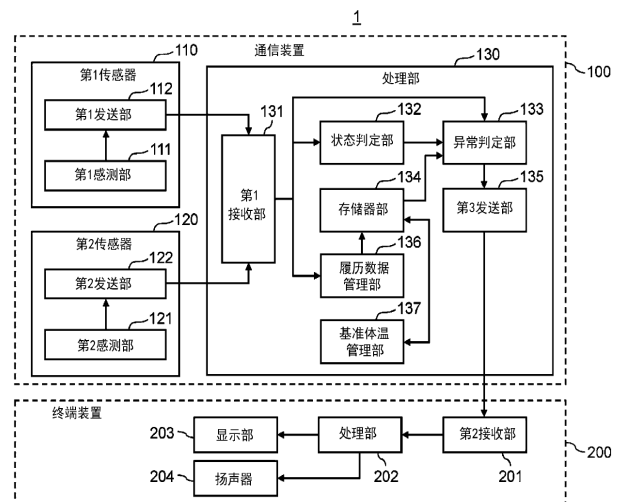 1
通信装置
100
110
第1传感器
112
第1发送部
111
第1感测部
120
第2传感器
122
第2发送部
121
第2感测部
130
处理部
131
第1
接收部
132
状态判定部
133
异常判定部
134
存储器部
135
第3发送部
136
履历数据
管理部
137
基准体温
管理部
终端装置
200
203
显示部
处理部
202
第2接收部
201
204
扬声器